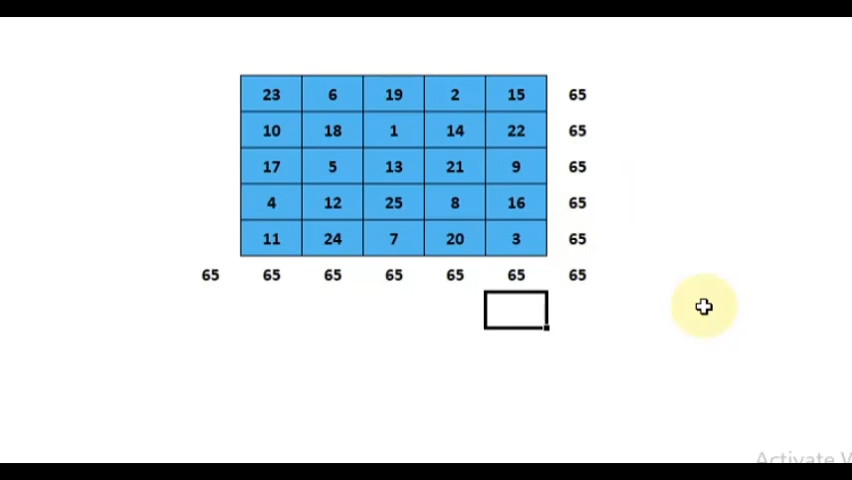 23 6 19 2 15 65
10 18 1 14 22 65
17 5 13 21 9 65
4 12 25 8 16 65
11 24 7 20 3 65
65 65 65 65 65 65 65
Activate